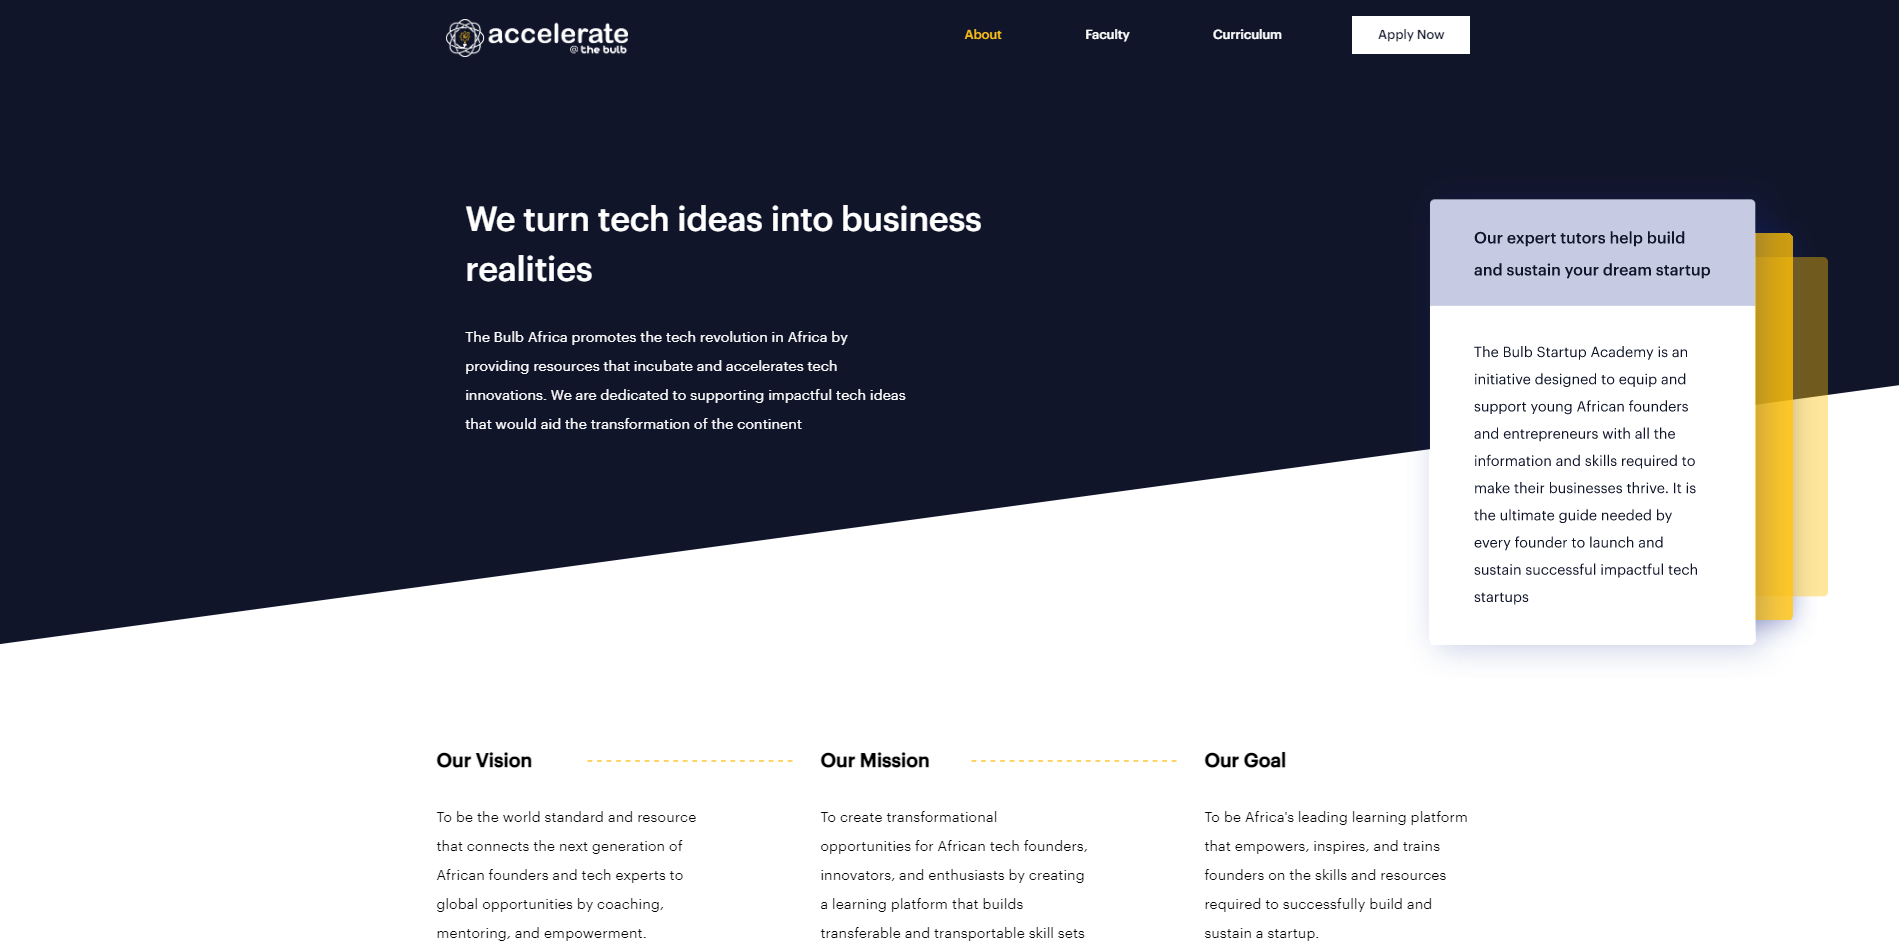 accelerate
@ the bulb
About
Faculty
Curriculum
Apply Now
We turn tech ideas into business
realities
The Bulb Africa promotes the tech revolution in Africa by
providing resources that incubate and accelerates tech
innovations. We are dedicated to supporting impactful tech ideas
that would aid the transformation of the continent
Our expert tutors help build
and sustain your dream startup
The Bulb Startup Academy is an
initiative designed to equip and
support young African founders
and entrepreneurs with all the
information and skills required to
make their businesses thrive. It is
the ultimate guide needed by
every founder to launch and
sustain successful impactful tech
startups
Our Vision
To be the world standard and resource
that connects the next generation of
African founders and tech experts to
global opportunities by coaching,
mentoring, and empowerment.
Our Mission
To create transformational
opportunities for African tech founders,
innovators, and enthusiasts by creating
a learning platform that builds
transferable and transportable skill sets
Our Goal
To be Africa's leading learning platform
that empowers, inspires, and trains
founders on the skills and resources
required to successfully build and
sustain a startup.